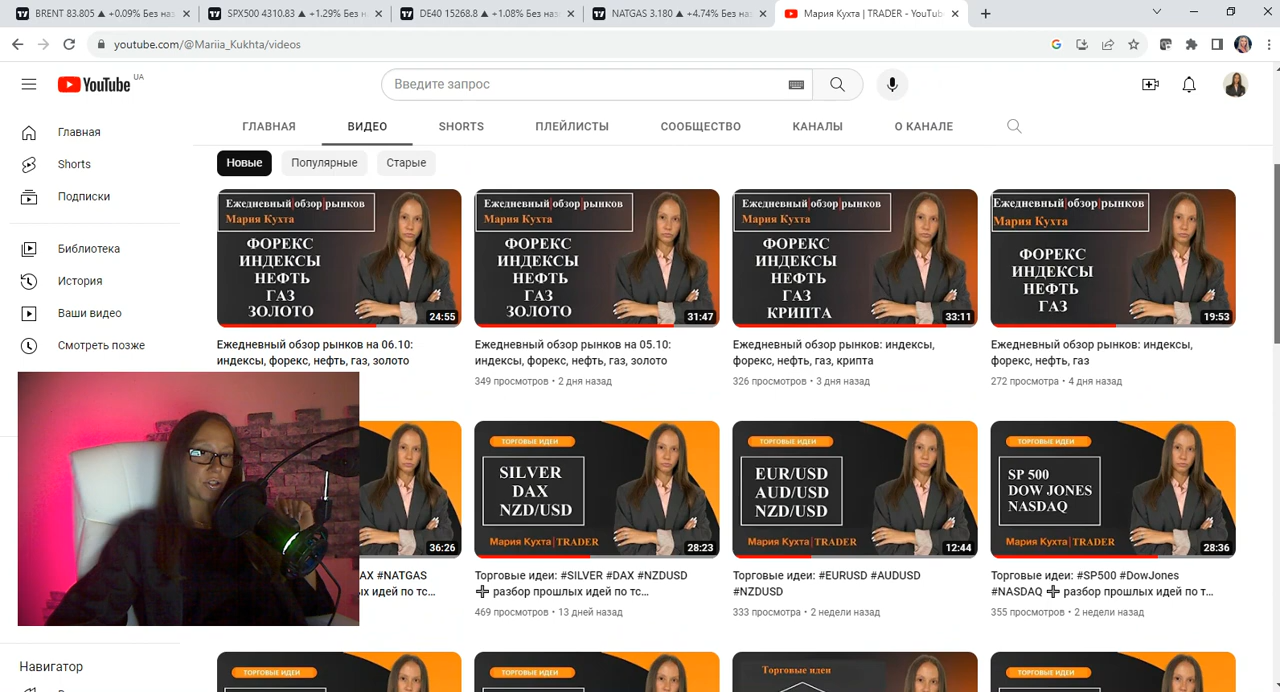 BRENT 83.805 ▲ +0.09% Без наз
SPX500 4310.83 ▲ +1.29% Без н
DE40 15268.8 ▲ +1.08% Без наз
NATGAS 3.180 ▲ +4.74% Без наз
Мария Кухта | TRADER - YouTub
youtube.com/@Mariia_Kukhta/videos
YouTube UA
Введите запрос
Главная
Shorts
Подписки
Библиотека
История
Ваши видео
Смотреть позже
Навигатор
ГЛАВНАЯ
ВИДЕО
SHORTS
ПЛЕЙЛИСТЫ
СООБЩЕСТВО
КАНАЛЫ
О КАНАЛЕ
Новые
Популярные
Старые
Ежедневный|обзор|рынков
Мария Кухта
ФОРЕКС
ИНДЕКСЫ
НЕФТЬ
ГАЗ
ЗОЛОТО
24:55
Ежедневный обзор рынков на 06.10:
индексы, форекс, нефть, газ, золото
Ежедневный|обзор|рынков
Мария Кухта
ФОРЕКС
ИНДЕКСЫ
НЕФТЬ
ГАЗ
ЗОЛОТО
31:47
Ежедневный обзор рынков на 05.10:
индексы, форекс, нефть, газ, золото
349 просмотров • 2 дня назад
Ежедневный|обзор|рынков
Мария Кухта
ФОРЕКС
ИНДЕКСЫ
НЕФТЬ
ГАЗ
КРИПТА
33:11
Ежедневный обзор рынков: индексы,
форекс, нефть, газ, крипта
326 просмотров • 3 дня назад
Ежедневный|обзор|рынков
Мария Кухта
ФОРЕКС
ИНДЕКСЫ
НЕФТЬ
ГАЗ
19:53
Ежедневный обзор рынков: индексы,
форекс, нефть, газ
272 просмотра • 4 дня назад
36:26
AX #NATGAS
ых идей по тс...
ТОРГОВЫЕ ИДЕИ
SILVER
DAX
NZD/USD
Мария Кухта | TRADER
28:23
Торговые идеи: #SILVER #DAX #NZDUSD
➕ разбор прошлых идей по тс...
469 просмотров • 13 дней назад
ТОРГОВЫЕ ИДЕИ
EUR/USD
AUD/USD
NZD/USD
Мария Кухта | TRADER
12:44
Торговые идеи: #EURUSD #AUDUSD
#NZDUSD
333 просмотра • 2 недели назад
ТОРГОВЫЕ ИДЕИ
SP 500
DOW JONES
NASDAQ
Мария Кухта | TRADER
28:36
Торговые идеи: #SP500 #DowJones
#NASDAQ ➕ разбор прошлых идей по т...
355 просмотров • 2 недели назад
ТОРГОВЫЕ ИДЕИ
ТОРГОВЫЕ ИДЕИ
Торговые идеи
ТОРГОВЫЕ ИДЕИ